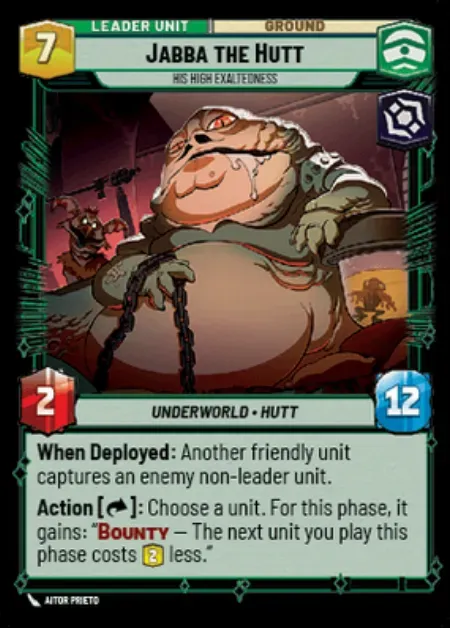 LEADER UNIT GROUND
7
JABBA THE HUTT
HIS HIGH EXALTEDNESS
2
UNDERWORLD • HUTT
12
When Deployed: Another friendly unit
captures an enemy non-leader unit.
Action [↷]: Choose a unit. For this phase, it
gains: “BOUNTY — The next unit you play this
phase costs 2 less.”
AITOR PRIETO